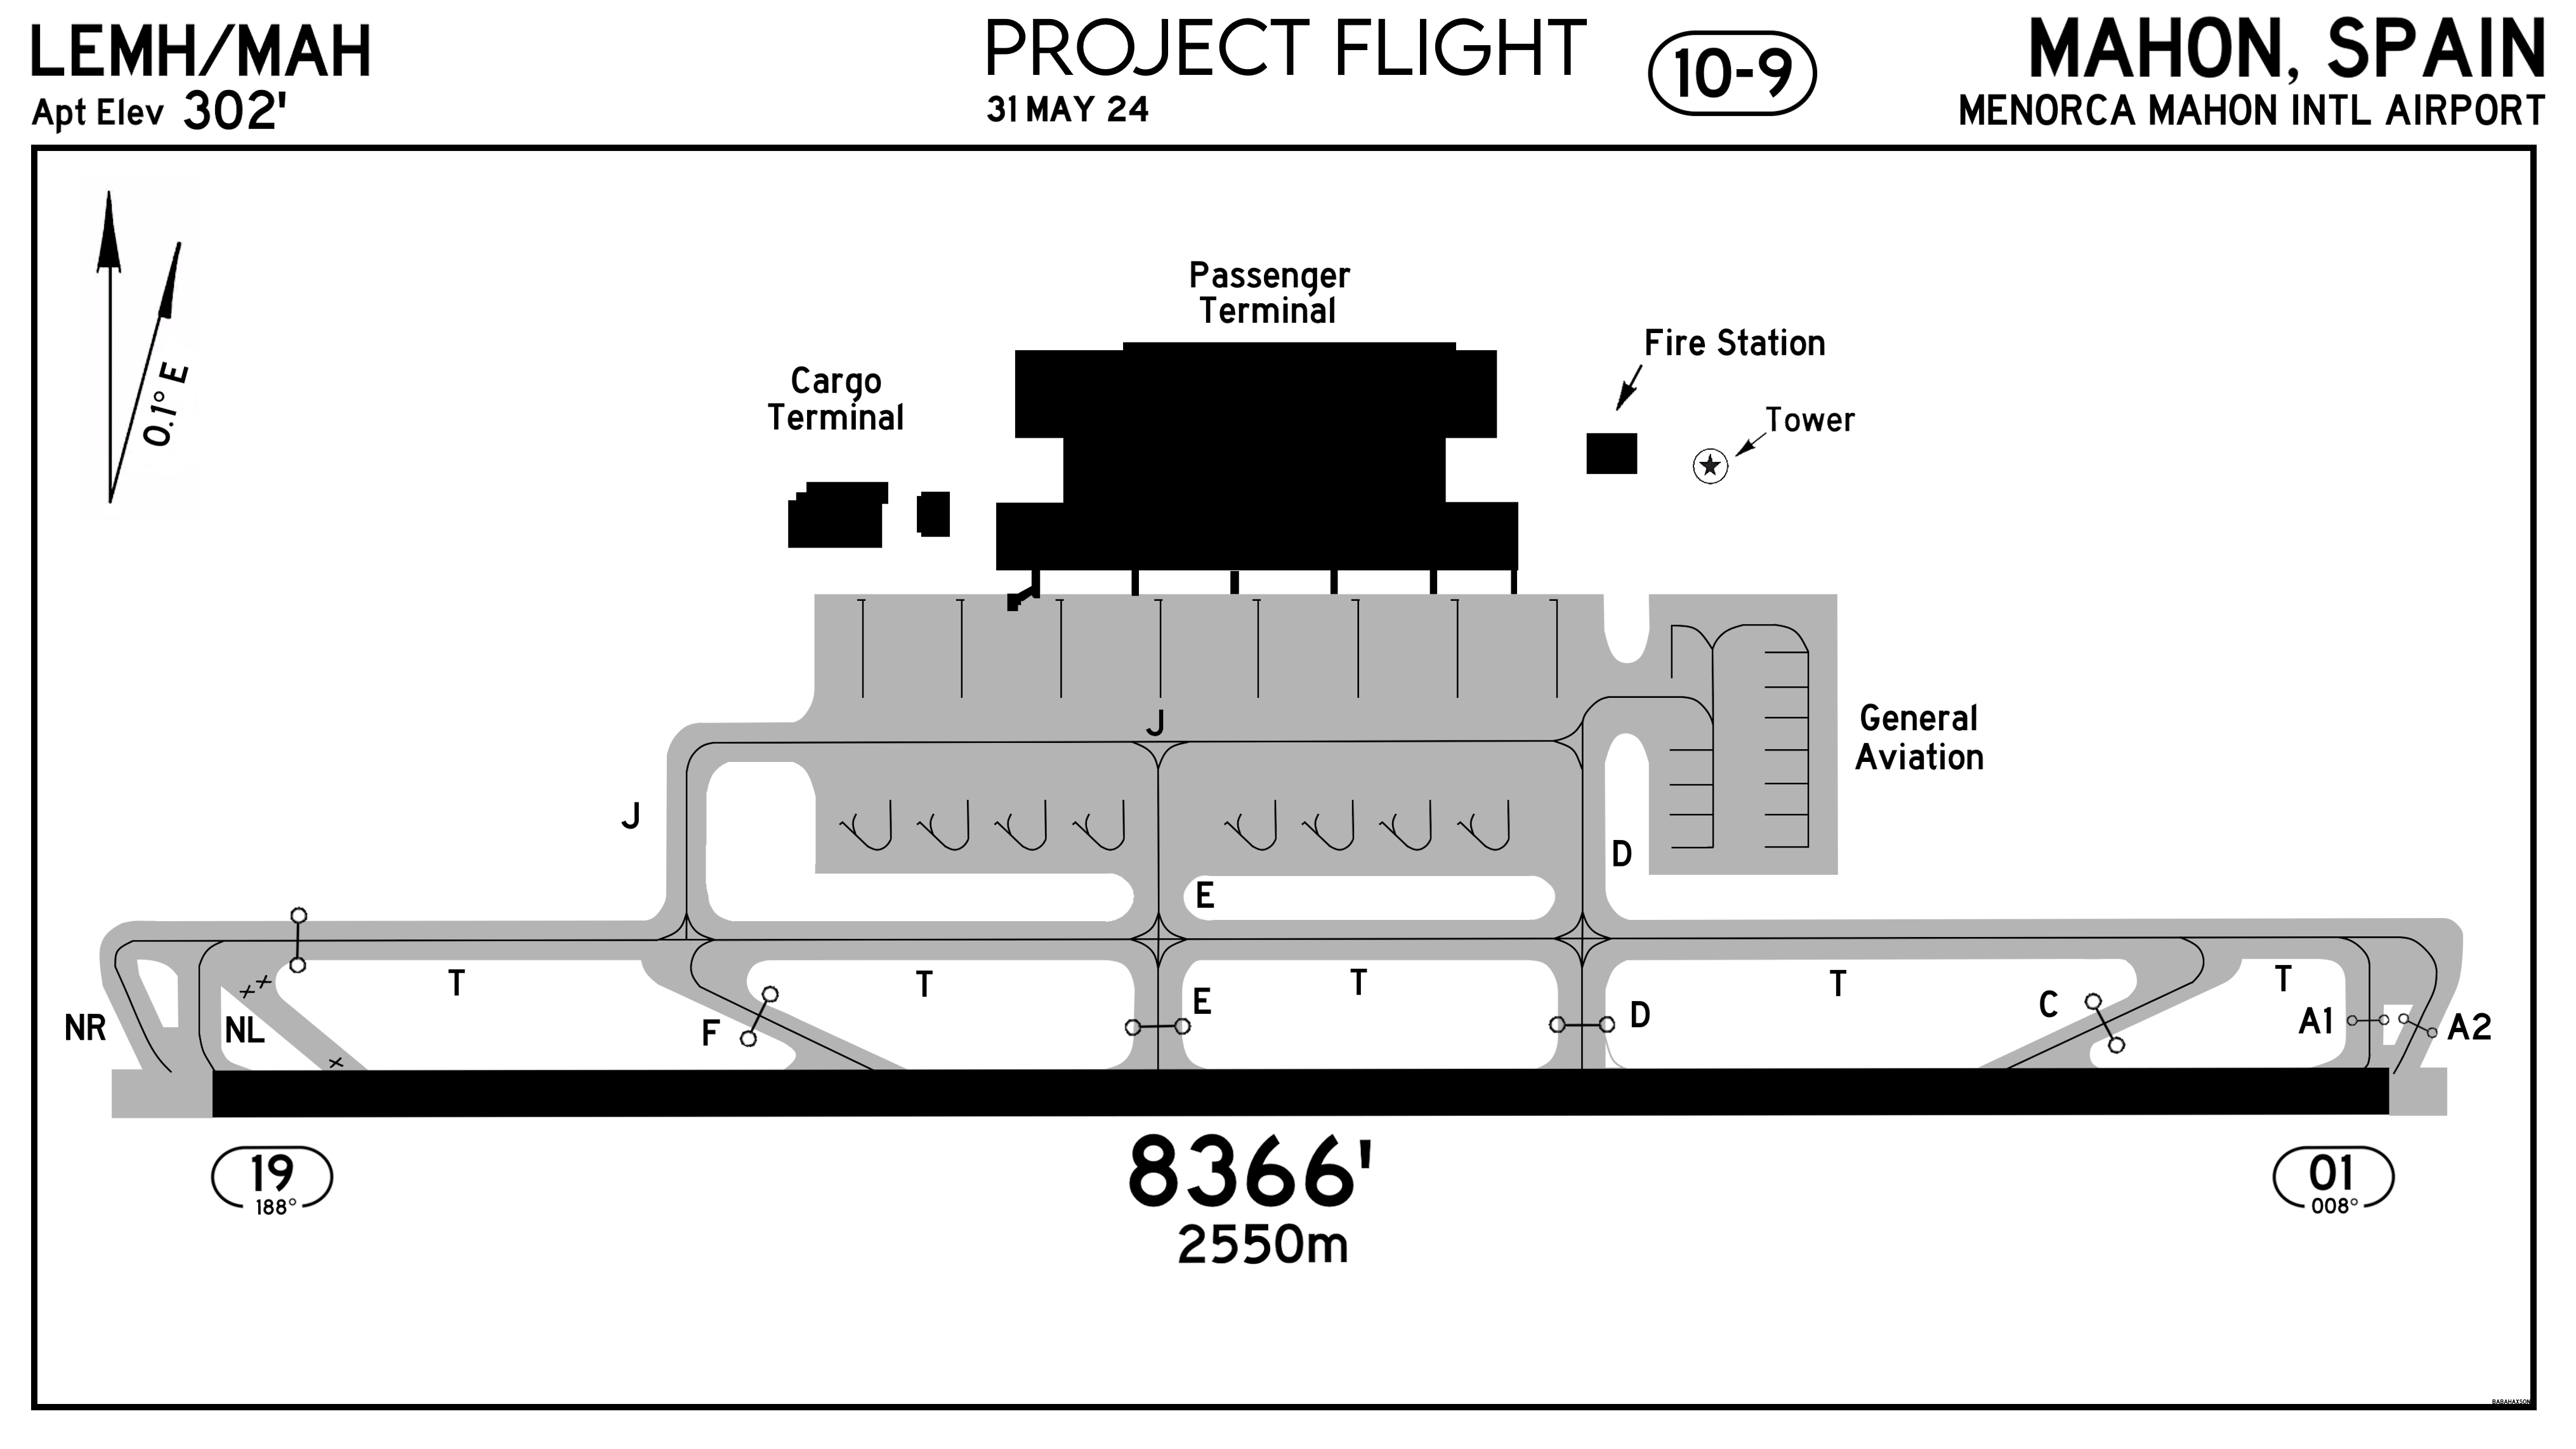 LEMH/MAH
Apt Elev 302'
PROJECT FLIGHT
31 MAY 24
10-9
MAHON, SPAIN
MENORCA MAHON INTL AIRPORT
0.1° E
Passenger
Terminal
Cargo
Terminal
Fire Station
Tower
General
Aviation
J
J
D
E
T
T
T
T
T
NR
NL
F
E
D
C
A1
A2
19
188°
01
008°
8366'
2550m
BABAHAXSON